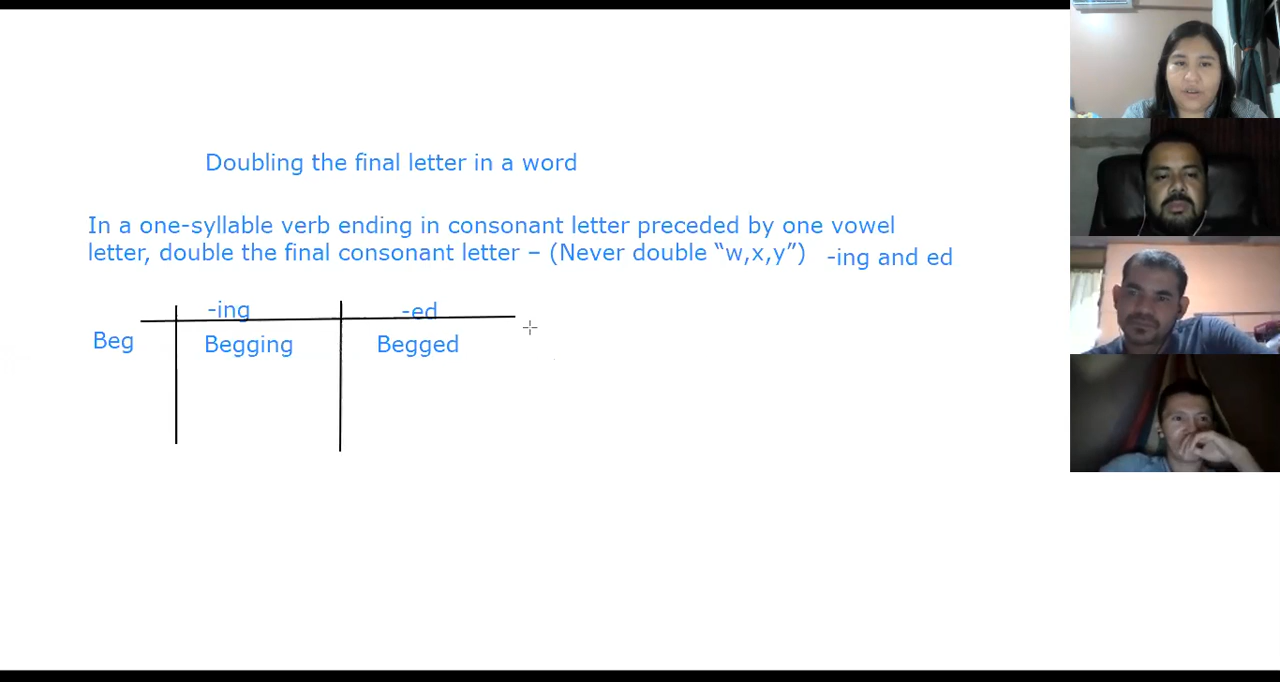 Doubling the final letter in a word
In a one-syllable verb ending in consonant letter preceded by one vowel
letter, double the final consonant letter – (Never double “w,x,y”) -ing and ed
-ing -ed
Beg Begging Begged